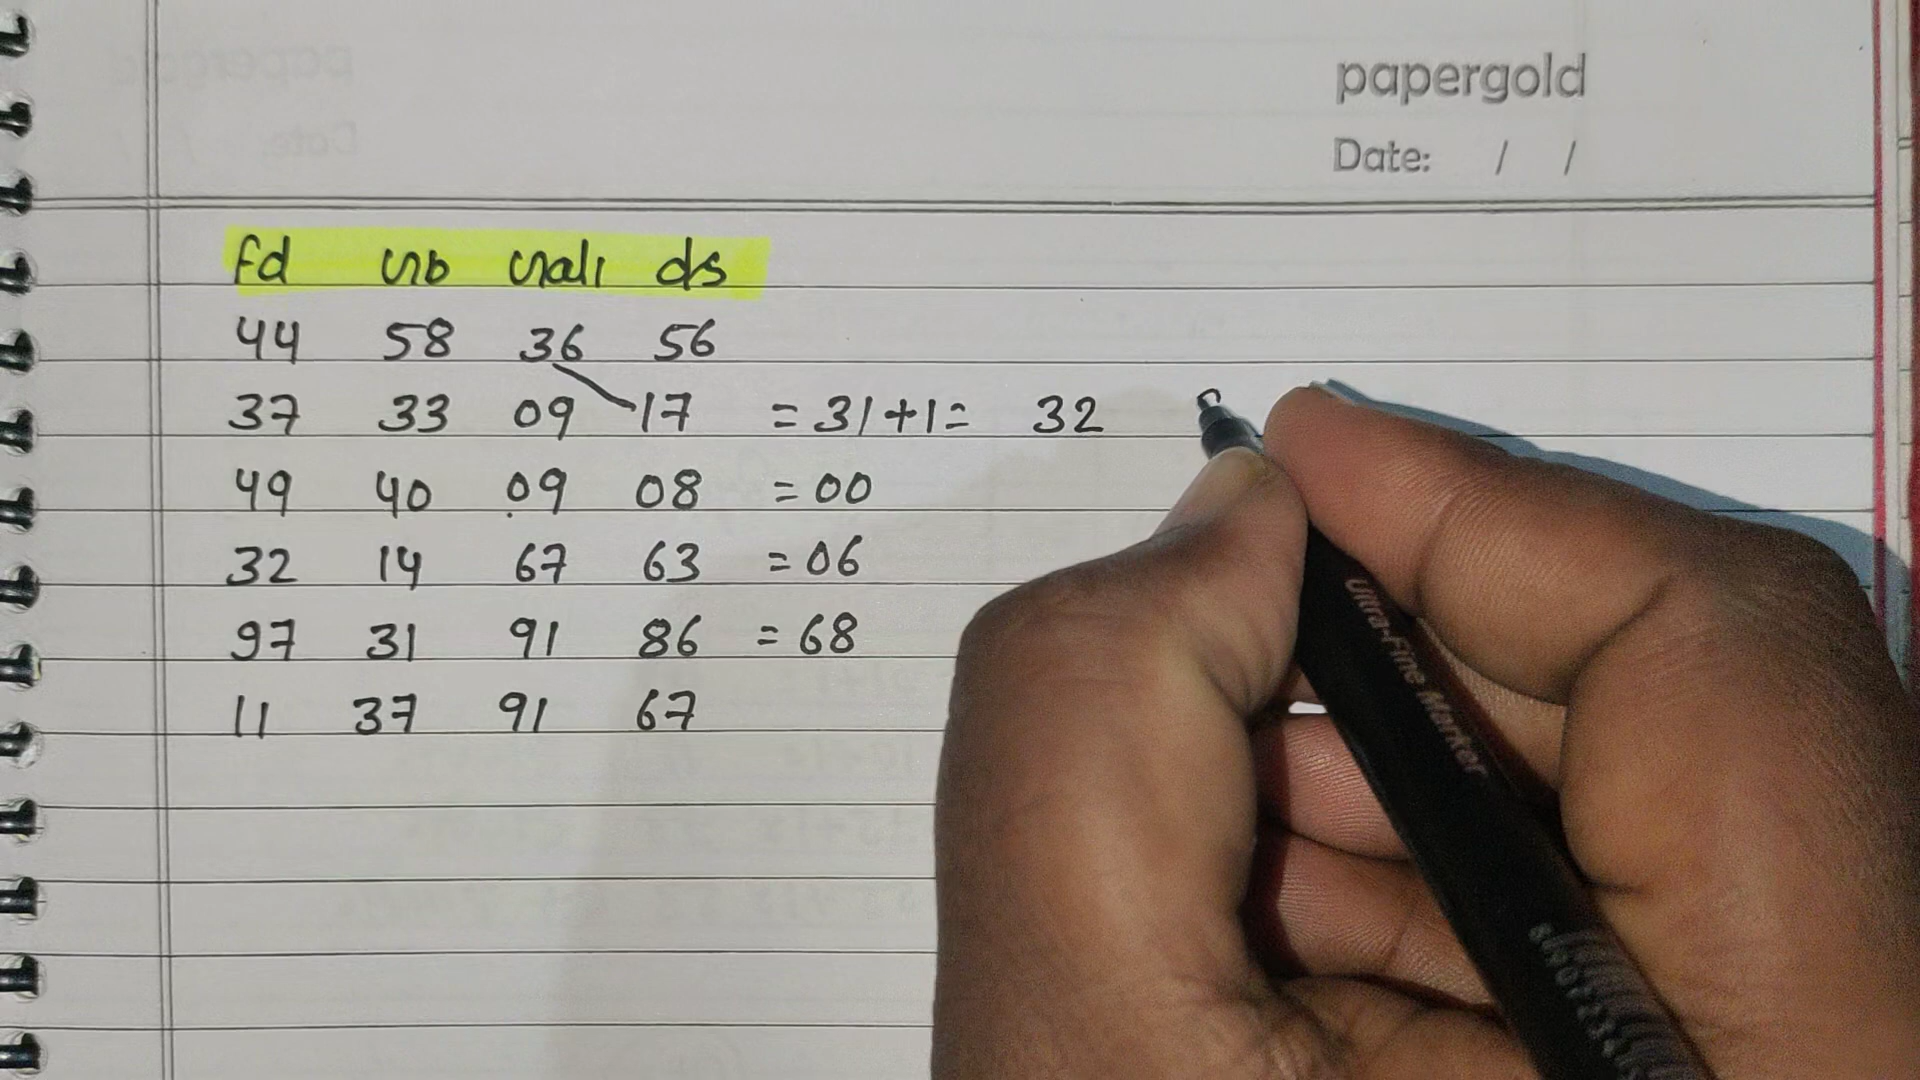 papergold
Date: / /
fd gb gali ds
44 58 36 56
37 33 09 17 = 31+1= 32
49 40 09 08 = 00
32 14 67 63 = 06
97 31 91 86 = 68
11 37 91 67
Ultra-Fine Marker